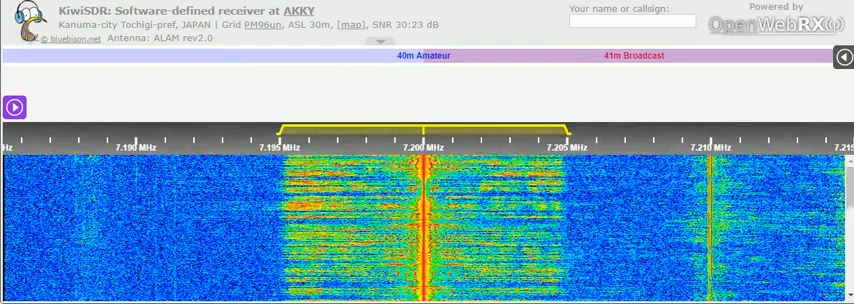 KiwiSDR: Software-defined receiver at AKKY
Kanuma-city Tochigi-pref, JAPAN | Grid PM96un, ASL 30m, [map], SNR 30:23 dB
© bluebison.net Antenna: ALAM rev2.0
Your name or callsign:
Powered by
OpenWebRX
40m Amateur 41m Broadcast
Hz 7.190 MHz 7.195 MHz 7.200 MHz 7.205 MHz 7.210 MHz 7.215